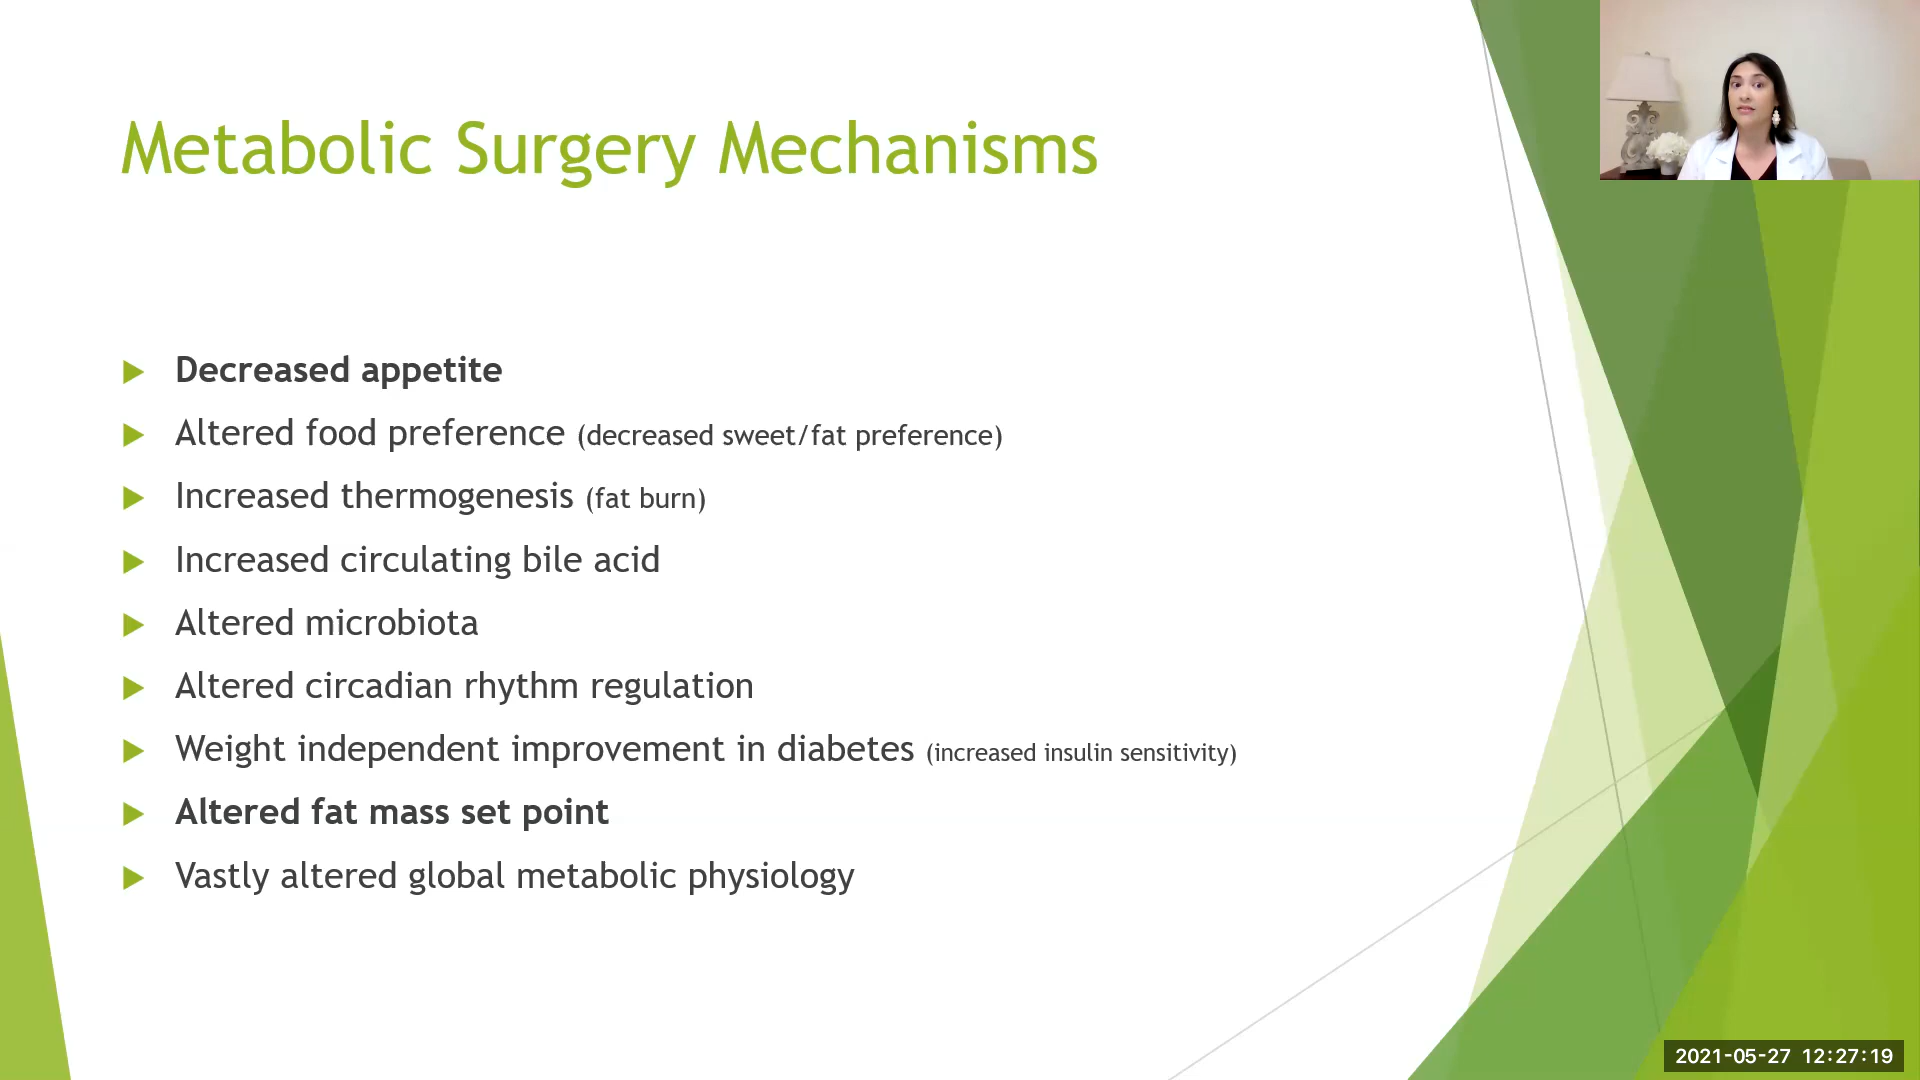 Metabolic Surgery Mechanisms
Decreased appetite
Altered food preference (decreased sweet/fat preference)
Increased thermogenesis (fat burn)
Increased circulating bile acid
Altered microbiota
Altered circadian rhythm regulation
Weight independent improvement in diabetes (increased insulin sensitivity)
Altered fat mass set point
Vastly altered global metabolic physiology
2021-05-27 12:27:19